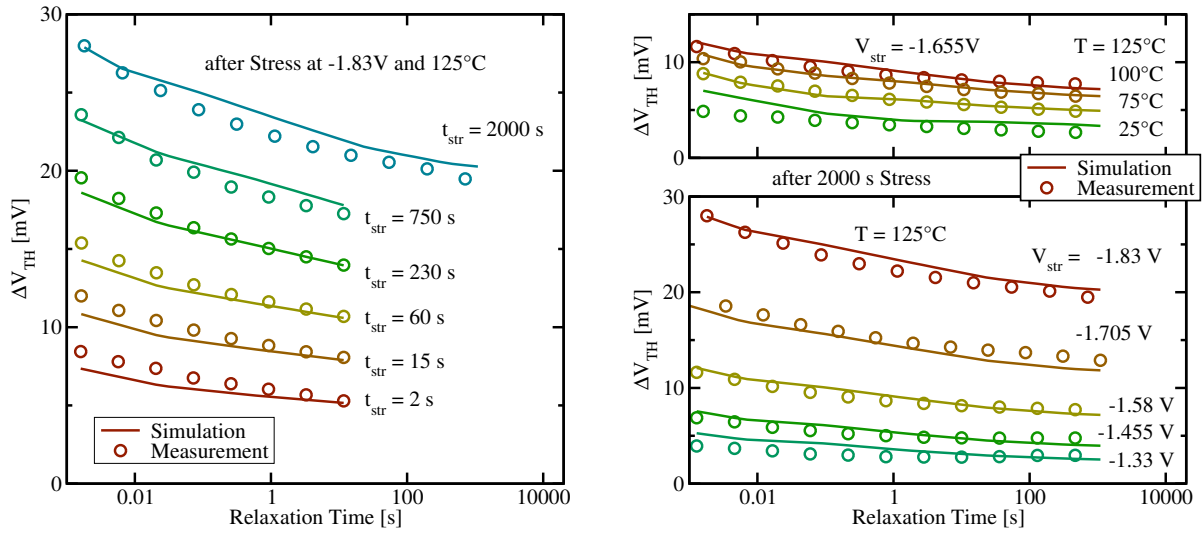 30
20
10
0
ΔV_TH [mV]
after Stress at -1.83V and 125°C
t_str = 2000 s
t_str = 750 s
t_str = 230 s
t_str = 60 s
t_str = 15 s
t_str = 2 s
Simulation
Measurement
0.01 1 100 10000
Relaxation Time [s]
10
0
ΔV_TH [mV]
V_str = -1.655V
T = 125°C
100°C
75°C
25°C
Simulation
Measurement
after 2000 s Stress
30
20
10
0
ΔV_TH [mV]
T = 125°C
V_str = -1.83 V
-1.705 V
-1.58 V
-1.455 V
-1.33 V
0.01 1 100 10000
Relaxation Time [s]